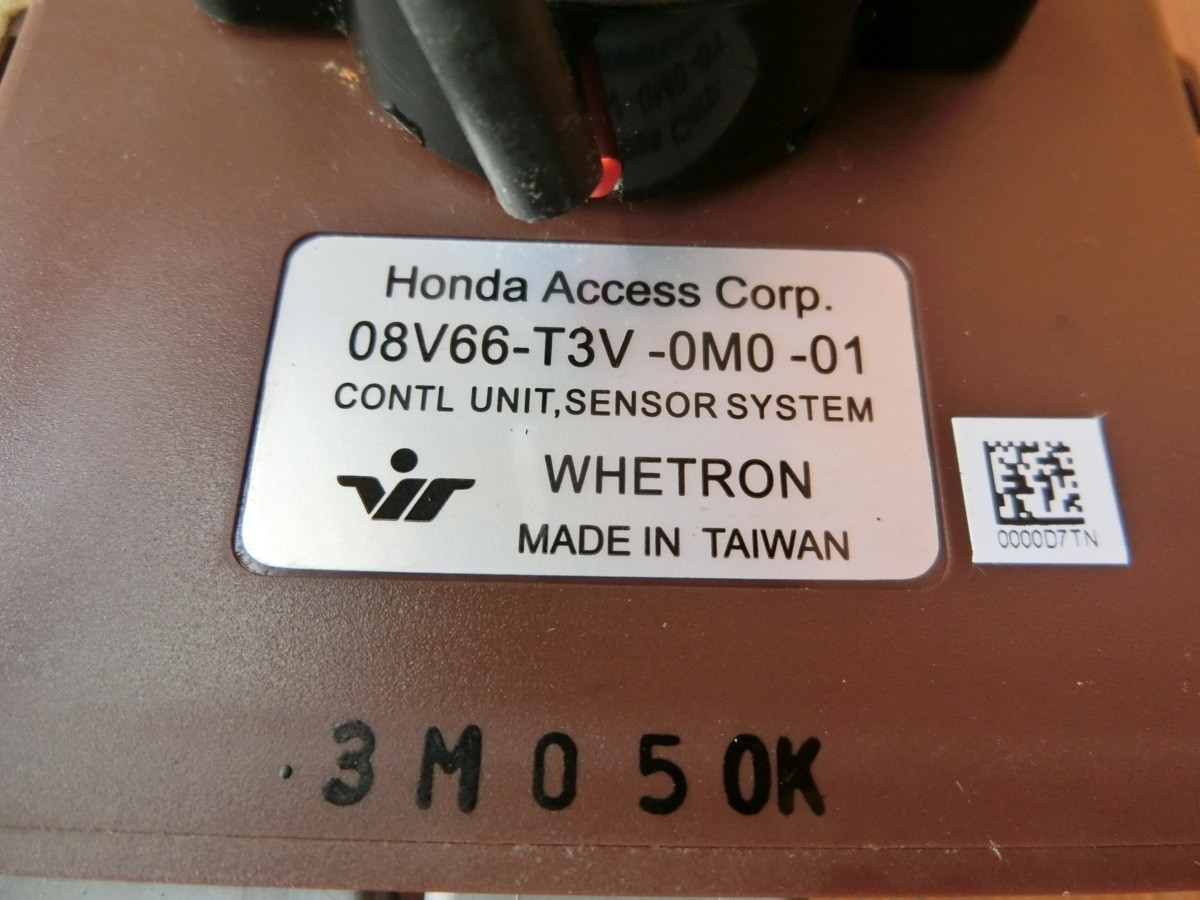 Honda Access Corp.
08V66-T3V -0M0 -01
CONTL UNIT,SENSOR SYSTEM
WHETRON
MADE IN TAIWAN
0000D7TN
3M050K